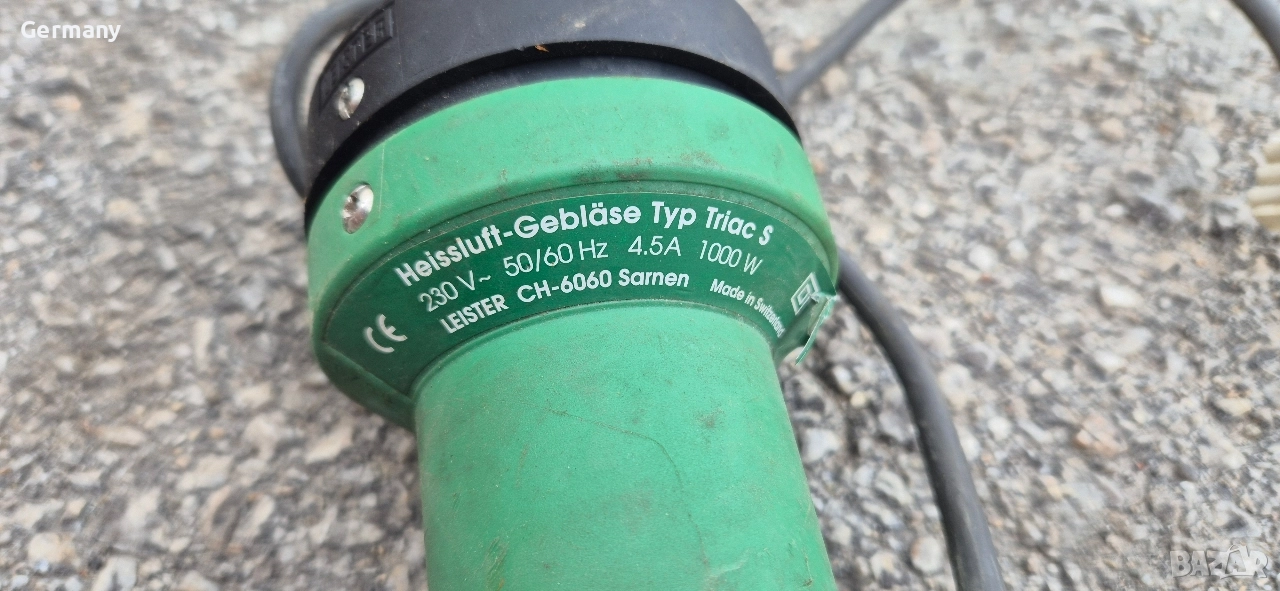 Germany
LEISTER
Heissluft-Gebläse Typ Triac S
230 V~ 50/60 Hz 4.5A 1000 W
LEISTER CH-6060 Sarnen Made in Switzerland
CE
BAZAR